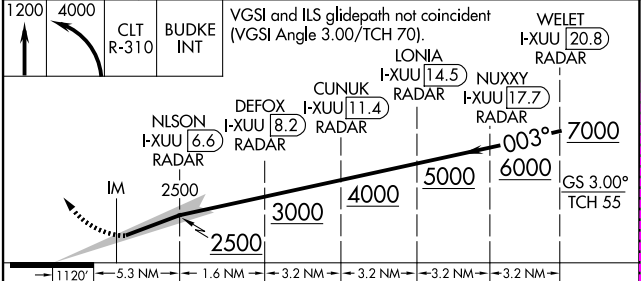 1200 4000 CLT R-310 BUDKE INT
VGSI and ILS glidepath not coincident
(VGSI Angle 3.00/TCH 70).
WELET
I-XUU 20.8
RADAR
LONIA
I-XUU 14.5
RADAR
NUXXY
I-XUU 17.7
RADAR
CUNUK
I-XUU 11.4
RADAR
DEFOX
I-XUU 8.2
RADAR
NLSON
I-XUU 6.6
RADAR
003°
7000
6000
5000
4000
3000
2500
2500
IM
GS 3.00°
TCH 55
1120' 5.3 NM 1.6 NM 3.2 NM 3.2 NM 3.2 NM 3.2 NM